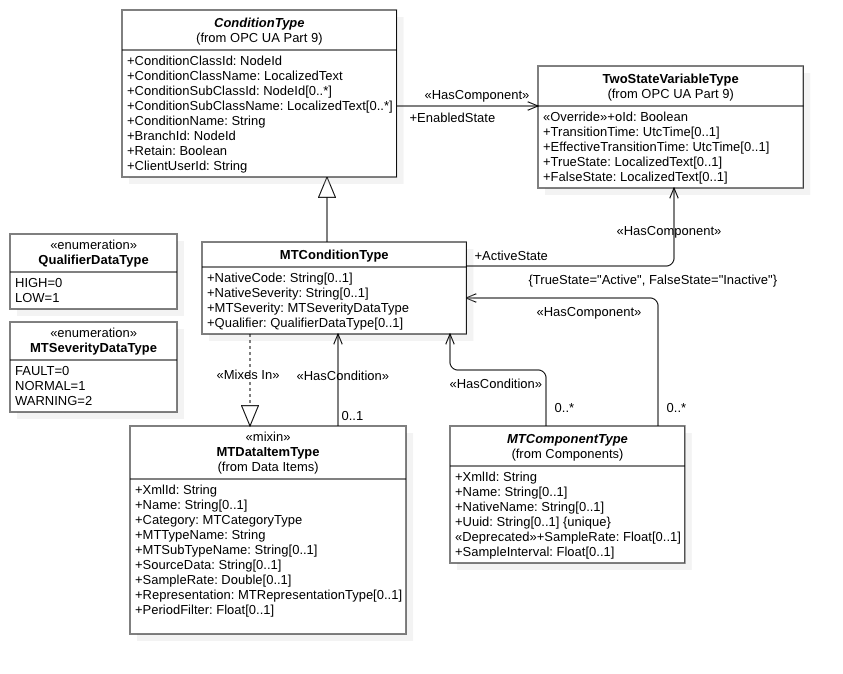 ConditionType
(from OPC UA Part 9)
+ConditionClassId: NodeId
+ConditionClassName: LocalizedText
+ConditionSubClassId: NodeId[0..*]
+ConditionSubClassName: LocalizedText[0..*]
+ConditionName: String
+BranchId: NodeId
+Retain: Boolean
+ClientUserId: String
«HasComponent»
+EnabledState
TwoStateVariableType
(from OPC UA Part 9)
«Override»+oId: Boolean
+TransitionTime: UtcTime[0..1]
+EffectiveTransitionTime: UtcTime[0..1]
+TrueState: LocalizedText[0..1]
+FalseState: LocalizedText[0..1]
«enumeration»
QualifierDataType
HIGH=0
LOW=1
«enumeration»
MTSeverityDataType
FAULT=0
NORMAL=1
WARNING=2
MTConditionType
+NativeCode: String[0..1]
+NativeSeverity: String[0..1]
+MTSeverity: MTSeverityDataType
+Qualifier: QualifierDataType[0..1]
«HasComponent»
+ActiveState
{TrueState="Active", FalseState="Inactive"}
«HasComponent»
«Mixes In»
«HasCondition»
«HasCondition»
0..1
0..*
0..*
«mixin»
MTDataItemType
(from Data Items)
+XmlId: String
+Name: String[0..1]
+Category: MTCategoryType
+MTTypeName: String
+MTSubTypeName: String[0..1]
+SourceData: String[0..1]
+SampleRate: Double[0..1]
+Representation: MTRepresentationType[0..1]
+PeriodFilter: Float[0..1]
MTComponentType
(from Components)
+XmlId: String
+Name: String[0..1]
+NativeName: String[0..1]
+Uuid: String[0..1] {unique}
«Deprecated»+SampleRate: Float[0..1]
+SampleInterval: Float[0..1]